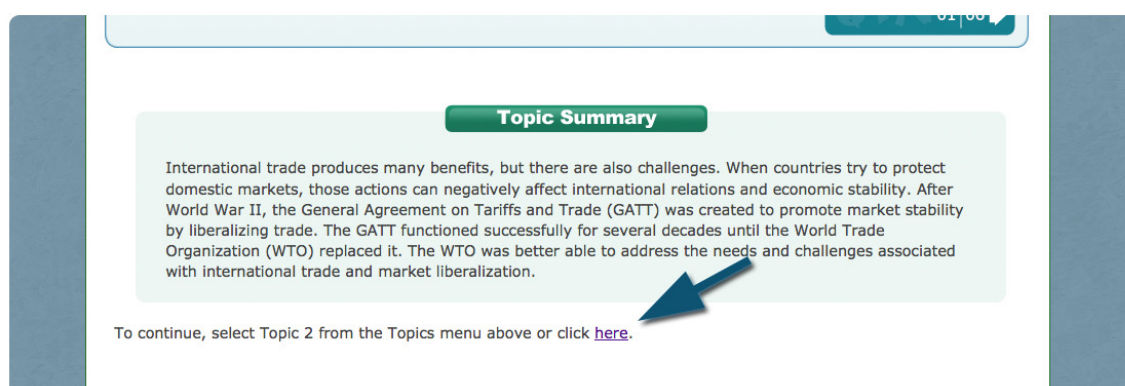 01|06
Topic Summary
International trade produces many benefits, but there are also challenges. When countries try to protect
domestic markets, those actions can negatively affect international relations and economic stability. After
World War II, the General Agreement on Tariffs and Trade (GATT) was created to promote market stability
by liberalizing trade. The GATT functioned successfully for several decades until the World Trade
Organization (WTO) replaced it. The WTO was better able to address the needs and challenges associated
with international trade and market liberalization.
To continue, select Topic 2 from the Topics menu above or click here.